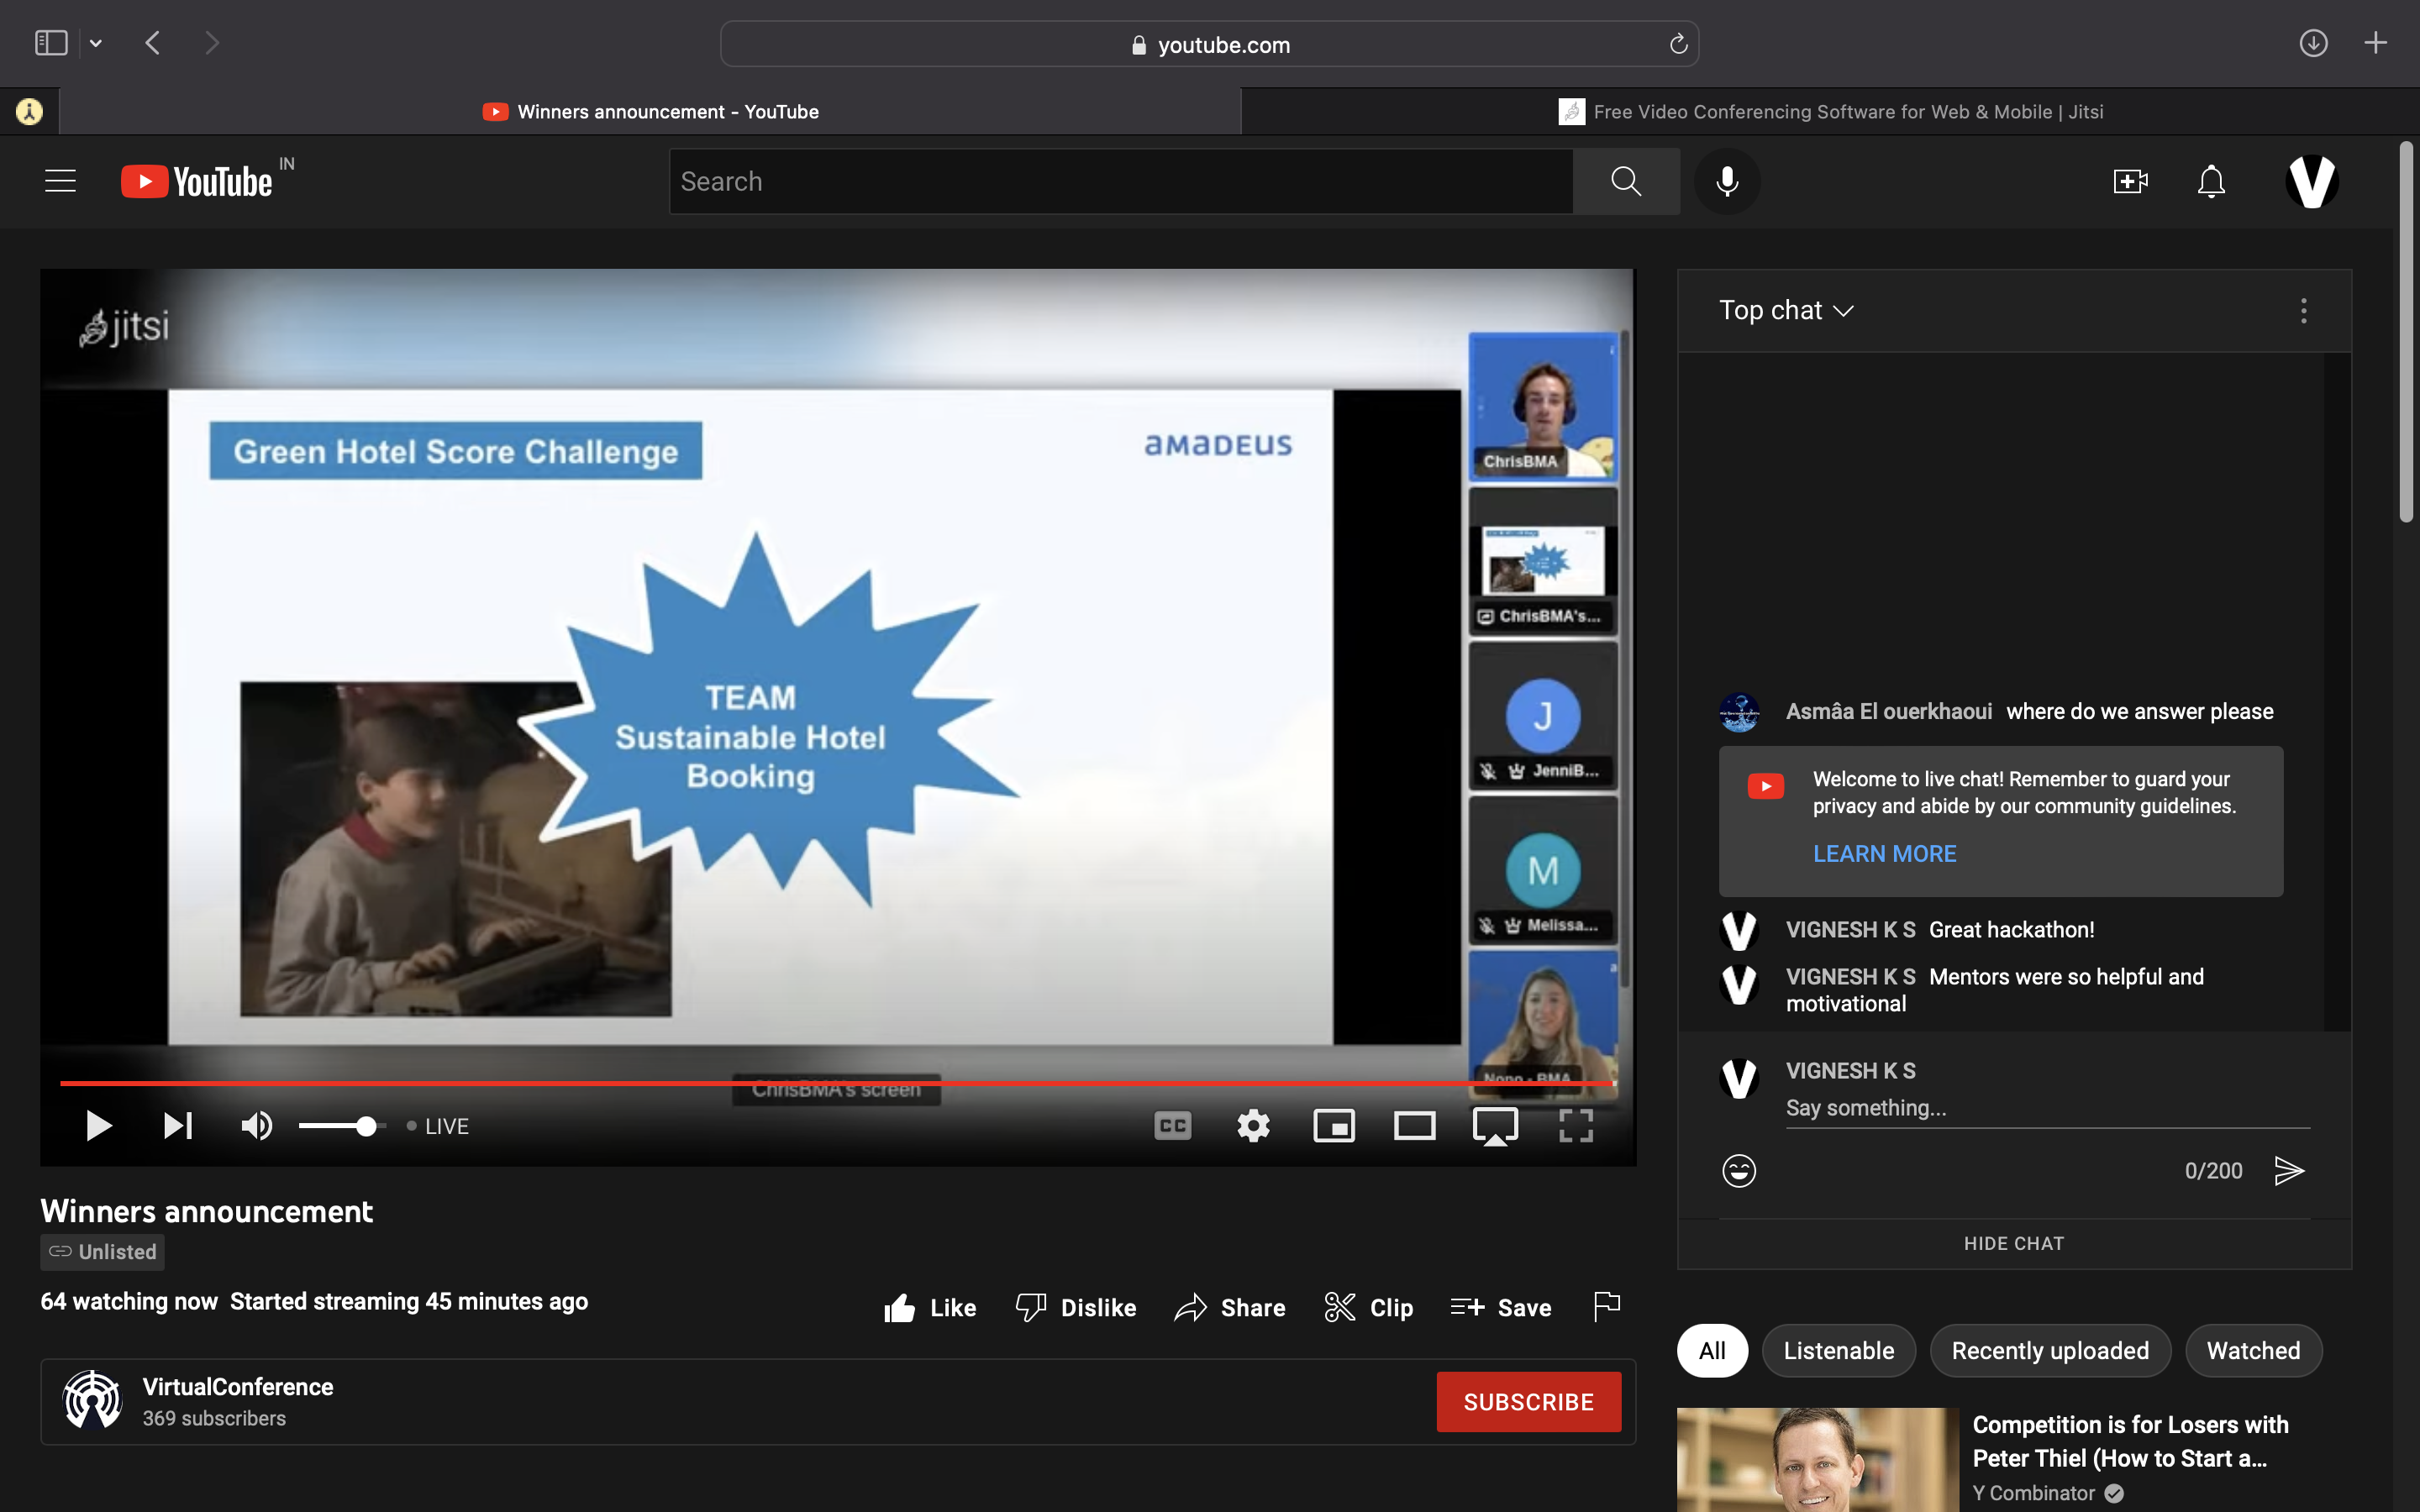 youtube.com
Winners announcement - YouTube
Free Video Conferencing Software for Web & Mobile | Jitsi
YouTube IN
Search
jitsi
Green Hotel Score Challenge
amadeus
TEAM
Sustainable Hotel
Booking
ChrisBMA
ChrisBMA's...
J
JenniB...
M
Melissa...
Nono - BMA
ChrisBMA's screen
LIVE
CC
Winners announcement
Unlisted
64 watching now Started streaming 45 minutes ago
Like
Dislike
Share
Clip
Save
VirtualConference
369 subscribers
SUBSCRIBE
Top chat
Asmâa El ouerkhaoui where do we answer please
Welcome to live chat! Remember to guard your
privacy and abide by our community guidelines.
LEARN MORE
VIGNESH K S Great hackathon!
VIGNESH K S Mentors were so helpful and
motivational
VIGNESH K S
Say something...
0/200
HIDE CHAT
All
Listenable
Recently uploaded
Watched
Competition is for Losers with
Peter Thiel (How to Start a...
Y Combinator